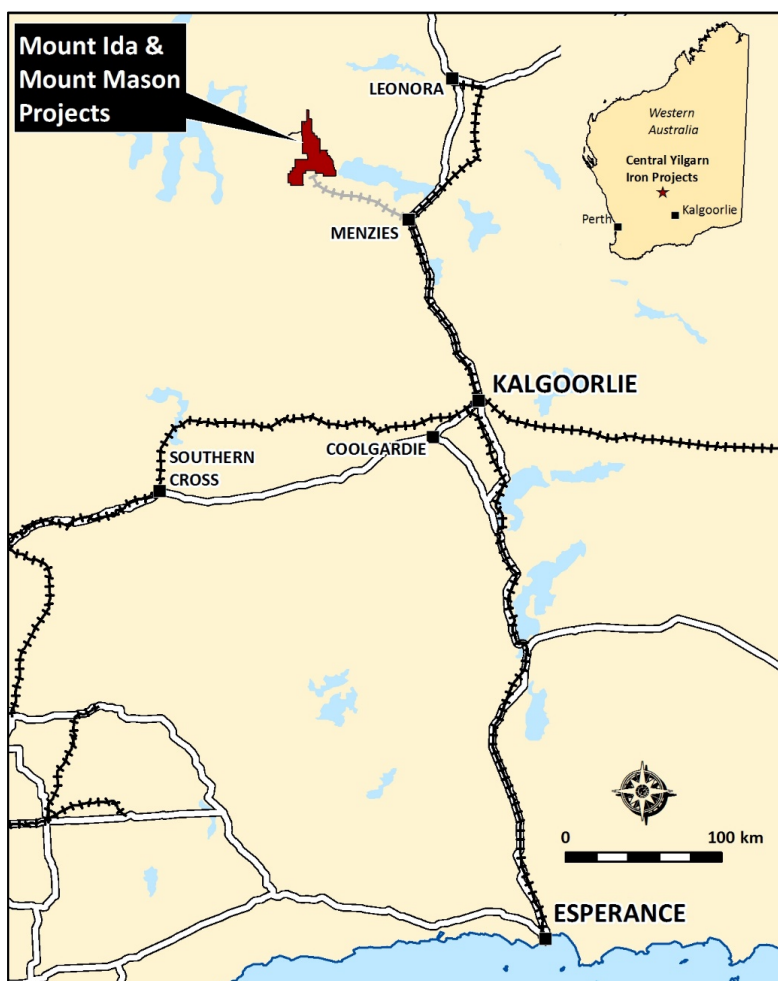 Mount Ida &
Mount Mason
Projects
LEONORA
MENZIES
Western
Australia
Central Yilgarn
Iron Projects
Perth
Kalgoorlie
KALGOORLIE
COOLGARDIE
SOUTHERN
CROSS
0
100 km
ESPERANCE